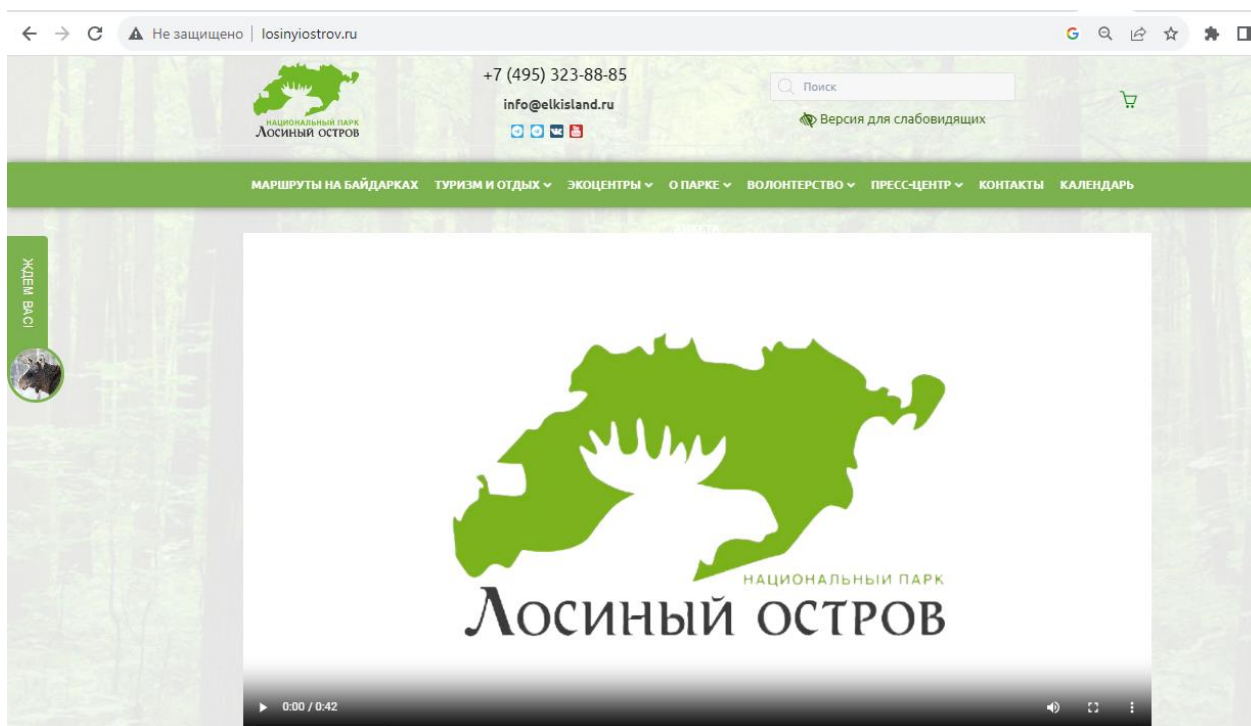 Не защищено | losinyiostrov.ru
+7 (495) 323-88-85
info@elkisland.ru
НАЦИОНАЛЬНЫЙ ПАРК
Лосиный остров
Поиск
Версия для слабовидящих
МАРШРУТЫ НА БАЙДАРКАХ ТУРИЗМ И ОТДЫХ ЭКОЦЕНТРЫ О ПАРКЕ ВОЛОНТЕРСТВО ПРЕСС-ЦЕНТР КОНТАКТЫ КАЛЕНДАРЬ
ЖДЕМ ВАС!
НАЦИОНАЛЬНЫЙ ПАРК
Лосиный остров
0:00 / 0:42